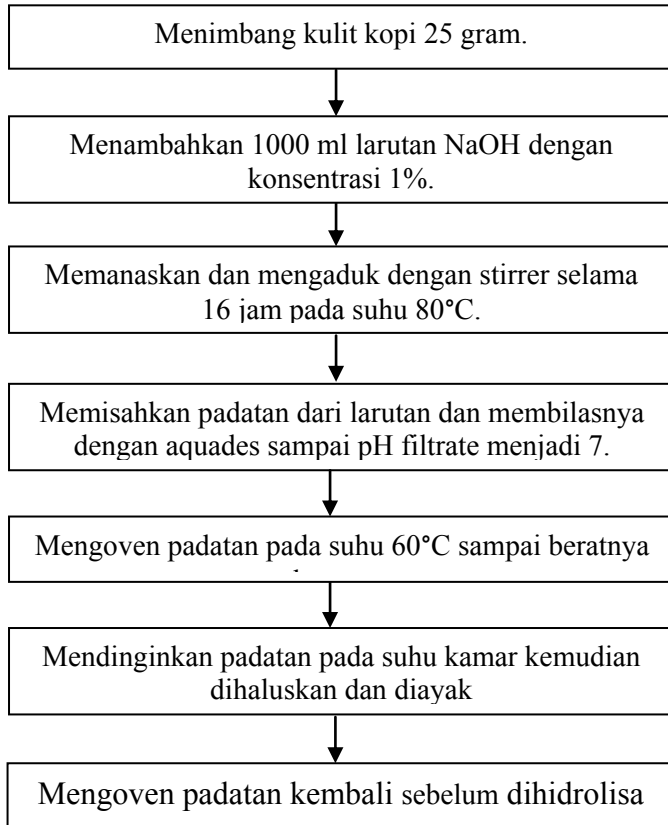 Menimbang kulit kopi 25 gram.
Menambahkan 1000 ml larutan NaOH dengan
konsentrasi 1%.
Memanaskan dan mengaduk dengan stirrer selama
16 jam pada suhu 80°C.
Memisahkan padatan dari larutan dan membilasnya
dengan aquades sampai pH filtrate menjadi 7.
Mengoven padatan pada suhu 60°C sampai beratnya
Mendinginkan padatan pada suhu kamar kemudian
dihaluskan dan diayak
Mengoven padatan kembali sebelum dihidrolisa